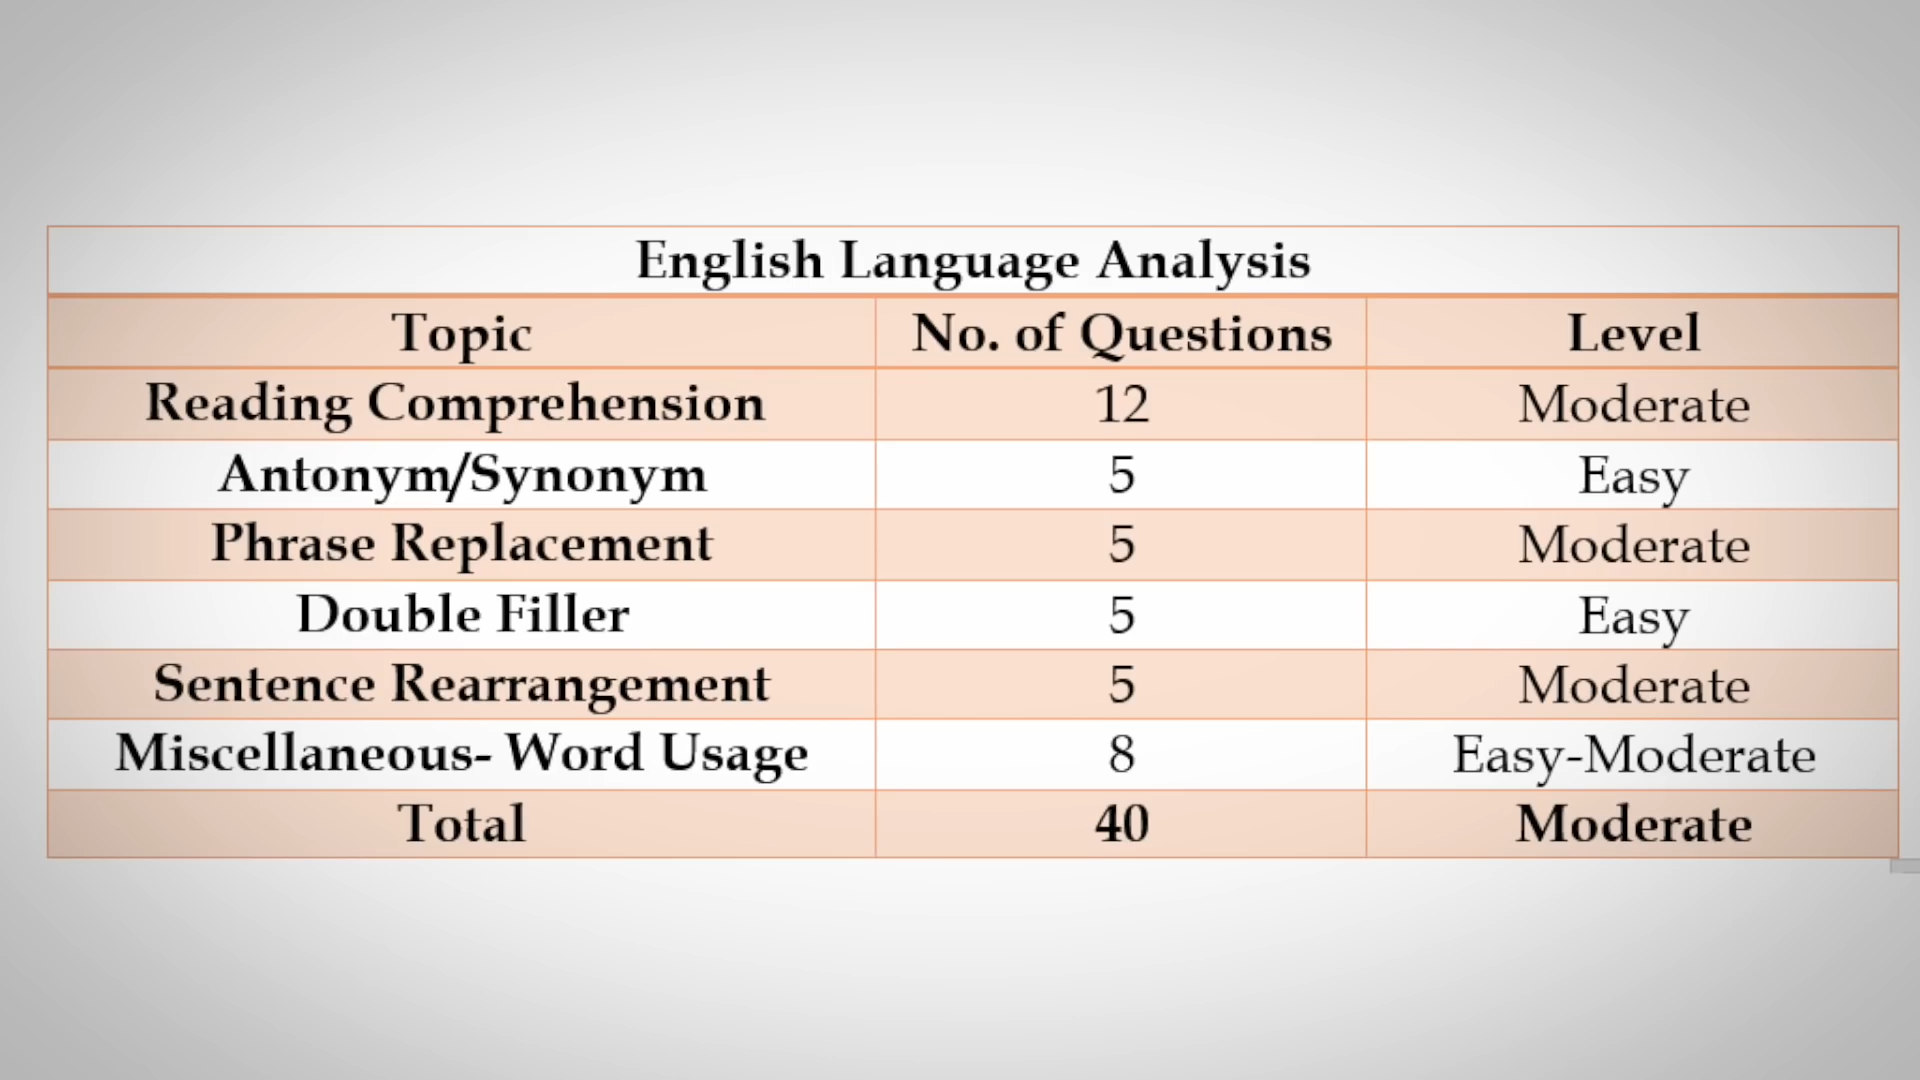 English Language Analysis
Topic No. of Questions Level
Reading Comprehension 12 Moderate
Antonym/Synonym 5 Easy
Phrase Replacement 5 Moderate
Double Filler 5 Easy
Sentence Rearrangement 5 Moderate
Miscellaneous- Word Usage 8 Easy-Moderate
Total 40 Moderate